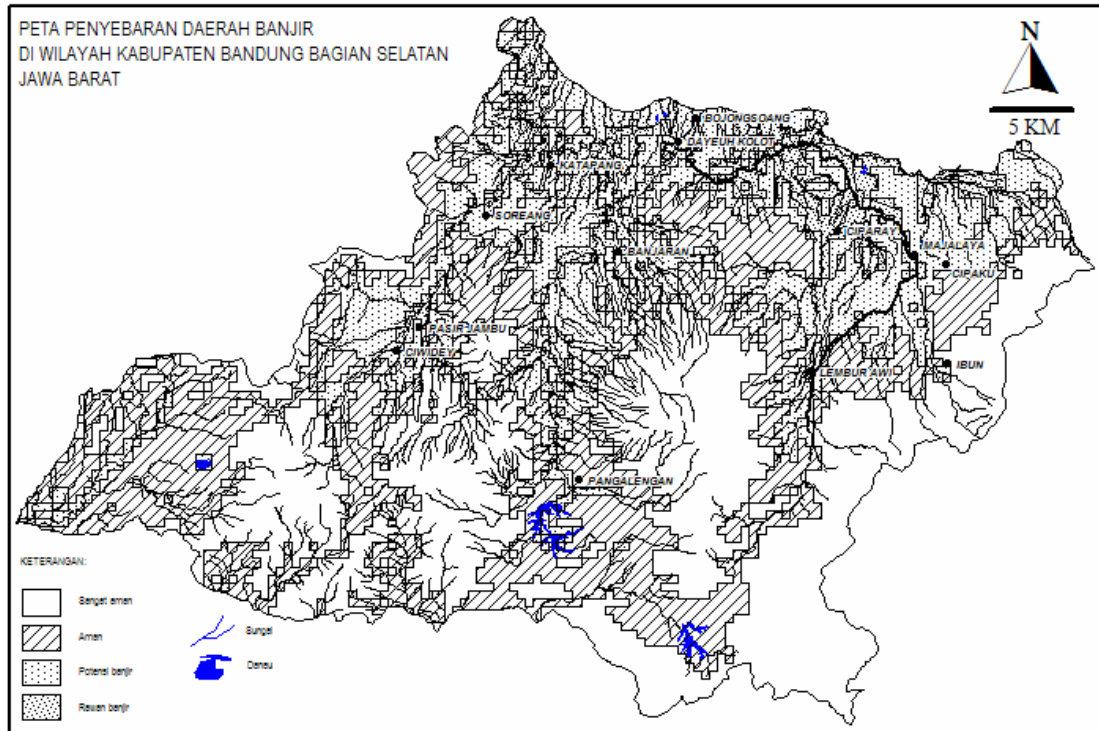 PETA PENYEBARAN DAERAH BANJIR
DI WILAYAH KABUPATEN BANDUNG BAGIAN SELATAN
JAWA BARAT
N
5 KM
BOJONGSOANG
DAYEUH KOLOT
KATAPANG
SOREANG
CIPARAY
BANJARAN
MAJALAYA
CIPAKU
PASIR JAMBU
CIWIDEY
IBUN
LEMBUR AWI
PANGALENGAN
KETERANGAN:
Sangat aman
Aman
Potensi banjir
Rawan banjir
Sungai
Danau